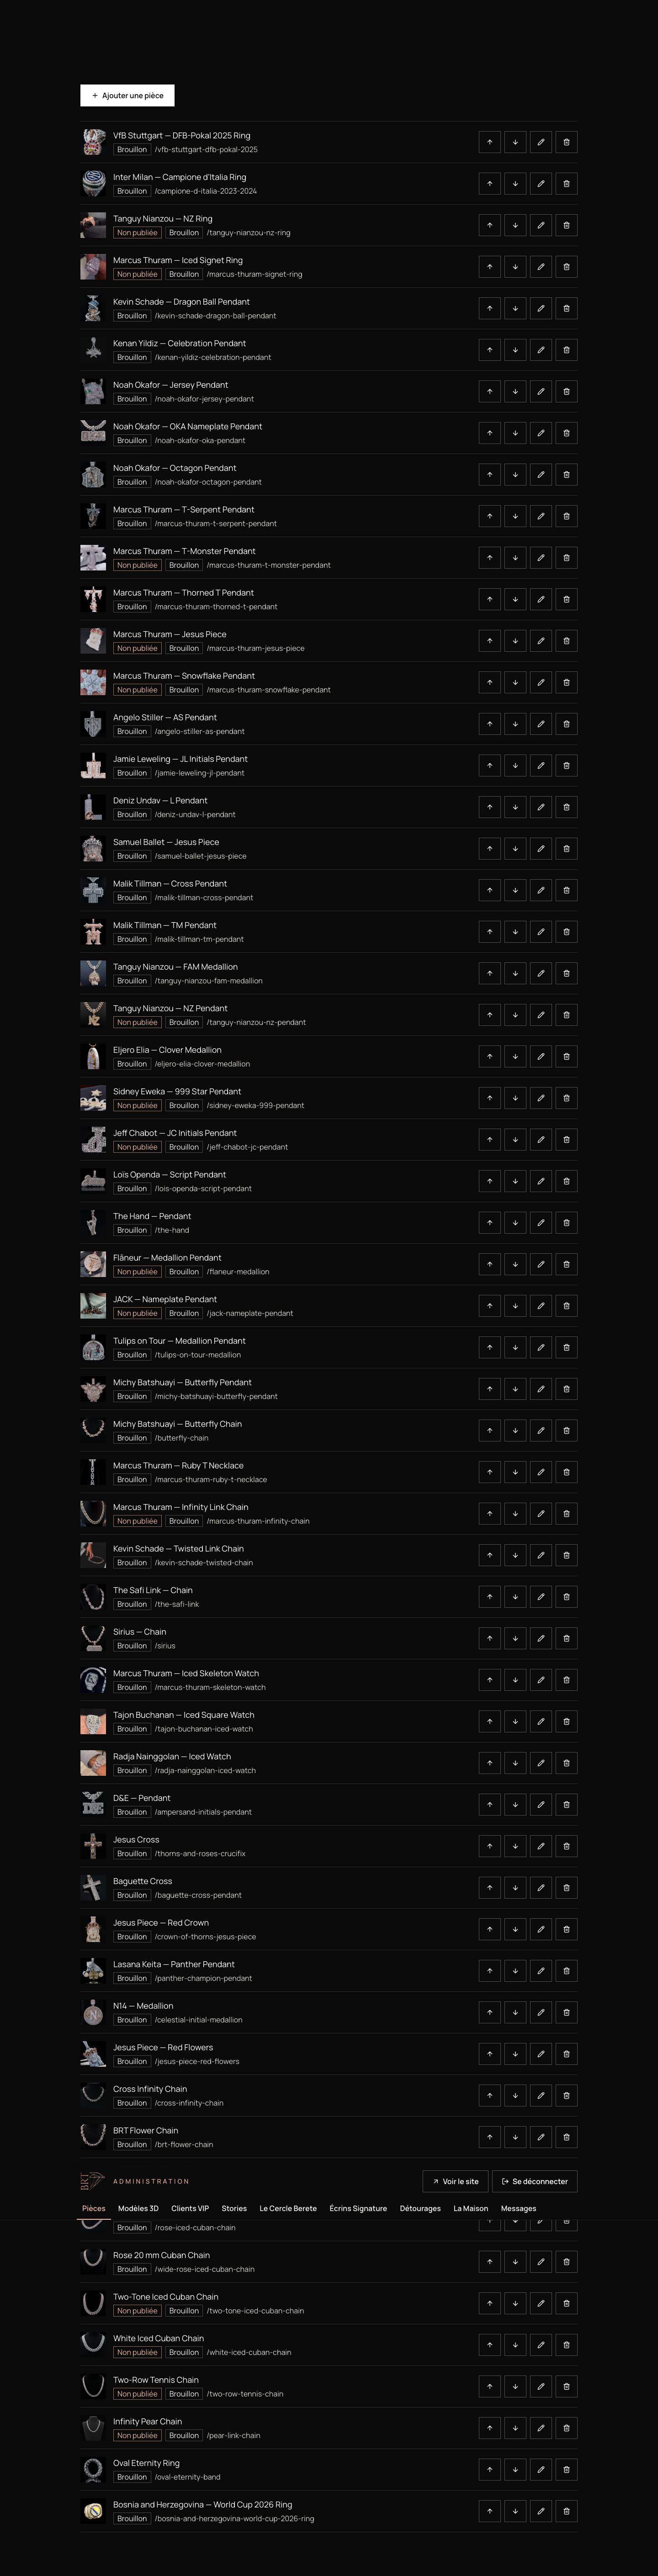 Ajouter une pièce
VfB Stuttgart — DFB-Pokal 2025 Ring
Brouillon /vfb-stuttgart-dfb-pokal-2025
Inter Milan — Campione d'Italia Ring
Brouillon /campione-d-italia-2023-2024
Tanguy Nianzou — NZ Ring
Non publiée Brouillon /tanguy-nianzou-nz-ring
Marcus Thuram — Iced Signet Ring
Non publiée Brouillon /marcus-thuram-signet-ring
Kevin Schade — Dragon Ball Pendant
Brouillon /kevin-schade-dragon-ball-pendant
Kenan Yildiz — Celebration Pendant
Brouillon /kenan-yildiz-celebration-pendant
Noah Okafor — Jersey Pendant
Brouillon /noah-okafor-jersey-pendant
Noah Okafor — OKA Nameplate Pendant
Brouillon /noah-okafor-oka-pendant
Noah Okafor — Octagon Pendant
Brouillon /noah-okafor-octagon-pendant
Marcus Thuram — T-Serpent Pendant
Brouillon /marcus-thuram-t-serpent-pendant
Marcus Thuram — T-Monster Pendant
Non publiée Brouillon /marcus-thuram-t-monster-pendant
Marcus Thuram — Thorned T Pendant
Brouillon /marcus-thuram-thorned-t-pendant
Marcus Thuram — Jesus Piece
Non publiée Brouillon /marcus-thuram-jesus-piece
Marcus Thuram — Snowflake Pendant
Non publiée Brouillon /marcus-thuram-snowflake-pendant
Angelo Stiller — AS Pendant
Brouillon /angelo-stiller-as-pendant
Jamie Leweling — JL Initials Pendant
Brouillon /jamie-leweling-jl-pendant
Deniz Undav — L Pendant
Brouillon /deniz-undav-l-pendant
Samuel Ballet — Jesus Piece
Brouillon /samuel-ballet-jesus-piece
Malik Tillman — Cross Pendant
Brouillon /malik-tillman-cross-pendant
Malik Tillman — TM Pendant
Brouillon /malik-tillman-tm-pendant
Tanguy Nianzou — FAM Medallion
Brouillon /tanguy-nianzou-fam-medallion
Tanguy Nianzou — NZ Pendant
Non publiée Brouillon /tanguy-nianzou-nz-pendant
Eljero Elia — Clover Medallion
Brouillon /eljero-elia-clover-medallion
Sidney Eweka — 999 Star Pendant
Non publiée Brouillon /sidney-eweka-999-pendant
Jeff Chabot — JC Initials Pendant
Non publiée Brouillon /jeff-chabot-jc-pendant
Loïs Openda — Script Pendant
Brouillon /lois-openda-script-pendant
The Hand — Pendant
Brouillon /the-hand
Flâneur — Medallion Pendant
Non publiée Brouillon /flaneur-medallion
JACK — Nameplate Pendant
Non publiée Brouillon /jack-nameplate-pendant
Tulips on Tour — Medallion Pendant
Brouillon /tulips-on-tour-medallion
Michy Batshuayi — Butterfly Pendant
Brouillon /michy-batshuayi-butterfly-pendant
Michy Batshuayi — Butterfly Chain
Brouillon /butterfly-chain
Marcus Thuram — Ruby T Necklace
Brouillon /marcus-thuram-ruby-t-necklace
Marcus Thuram — Infinity Link Chain
Non publiée Brouillon /marcus-thuram-infinity-chain
Kevin Schade — Twisted Link Chain
Brouillon /kevin-schade-twisted-chain
The Safi Link — Chain
Brouillon /the-safi-link
Sirius — Chain
Brouillon /sirius
Marcus Thuram — Iced Skeleton Watch
Brouillon /marcus-thuram-skeleton-watch
Tajon Buchanan — Iced Square Watch
Brouillon /tajon-buchanan-iced-watch
Radja Nainggolan — Iced Watch
Brouillon /radja-nainggolan-iced-watch
D&E — Pendant
Brouillon /ampersand-initials-pendant
Jesus Cross
Brouillon /thorns-and-roses-crucifix
Baguette Cross
Brouillon /baguette-cross-pendant
Jesus Piece — Red Crown
Brouillon /crown-of-thorns-jesus-piece
Lasana Keita — Panther Pendant
Brouillon /panther-champion-pendant
N14 — Medallion
Brouillon /celestial-initial-medallion
Jesus Piece — Red Flowers
Brouillon /jesus-piece-red-flowers
Cross Infinity Chain
Brouillon /cross-infinity-chain
BRT Flower Chain
Brouillon /brt-flower-chain
BRT ADMINISTRATION Voir le site Se déconnecter
Pièces Modèles 3D Clients VIP Stories Le Cercle Berete Écrins Signature Détourages La Maison Messages
Brouillon /rose-iced-cuban-chain
Rose 20 mm Cuban Chain
Brouillon /wide-rose-iced-cuban-chain
Two-Tone Iced Cuban Chain
Non publiée Brouillon /two-tone-iced-cuban-chain
White Iced Cuban Chain
Non publiée Brouillon /white-iced-cuban-chain
Two-Row Tennis Chain
Non publiée Brouillon /two-row-tennis-chain
Infinity Pear Chain
Non publiée Brouillon /pear-link-chain
Oval Eternity Ring
Brouillon /oval-eternity-band
Bosnia and Herzegovina — World Cup 2026 Ring
Brouillon /bosnia-and-herzegovina-world-cup-2026-ring